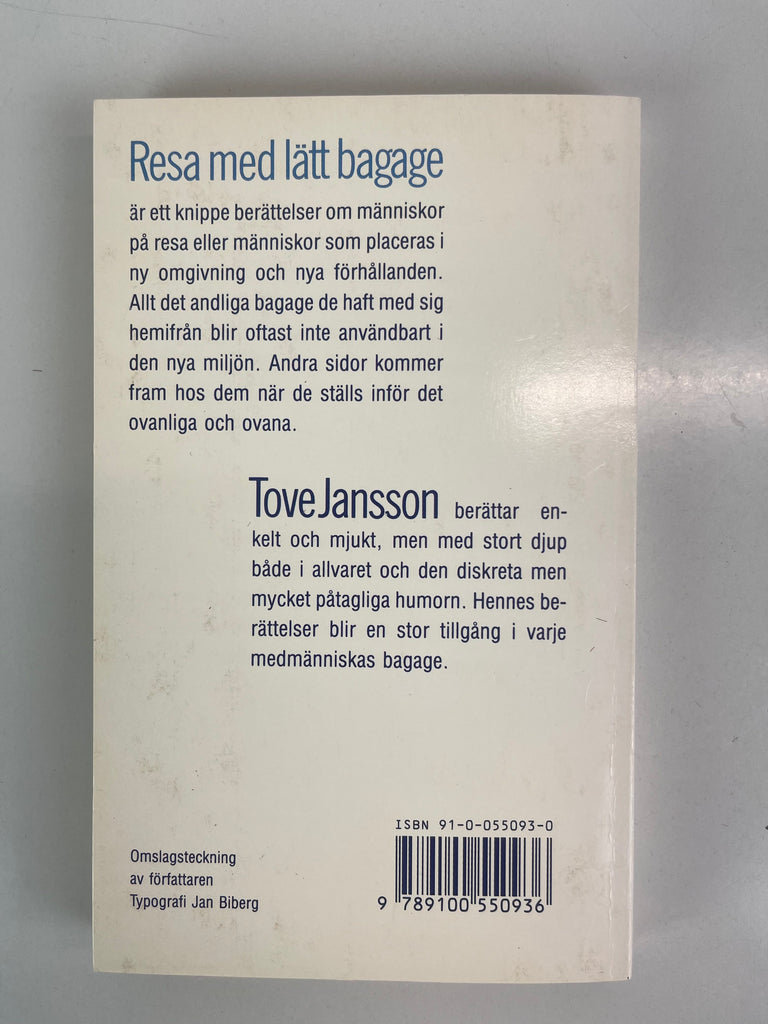 Resa med lätt bagage
är ett knippe berättelser om människor
på resa eller människor som placeras i
ny omgivning och nya förhållanden.
Allt det andliga bagage de haft med sig
hemifrån blir oftast inte användbart i
den nya miljön. Andra sidor kommer
fram hos dem när de ställs inför det
ovanliga och ovana.
Tove Jansson berättar en-
kelt och mjukt, men med stort djup
både i allvaret och den diskreta men
mycket påtagliga humorn. Hennes be-
rättelser blir en stor tillgång i varje
medmänniskas bagage.
Omslagsteckning
av författaren
Typografi Jan Biberg
ISBN 91-0-055093-0
9 789100 550936